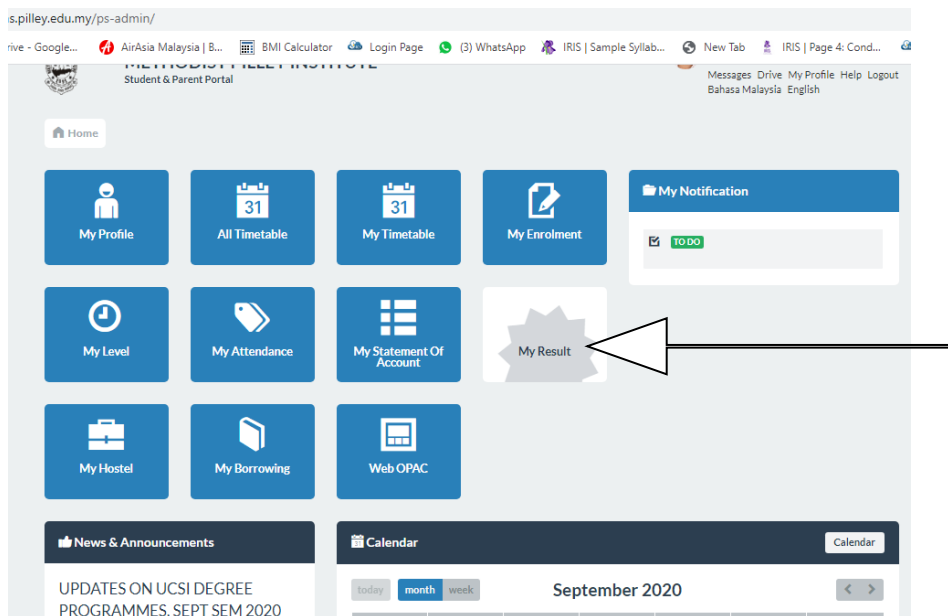 s.pilley.edu.my/ps-admin/
rive - Google... AirAsia Malaysia | B... BMI Calculator Login Page (3) WhatsApp IRIS | Sample Syllab... New Tab IRIS | Page 4: Cond...
METHODIST PILLEY INSTITUTE
Student & Parent Portal
Messages Drive My Profile Help Logout
Bahasa Malaysia English
Home
My Profile
31
All Timetable
31
My Timetable
My Enrolment
My Notification
TO DO
My Level
My Attendance
My Statement Of
Account
My Result
My Hostel
My Borrowing
Web OPAC
News & Announcements
Calendar
Calendar
UPDATES ON UCSI DEGREE
PROGRAMMES, SEPT SEM 2020
today month week
September 2020
< >